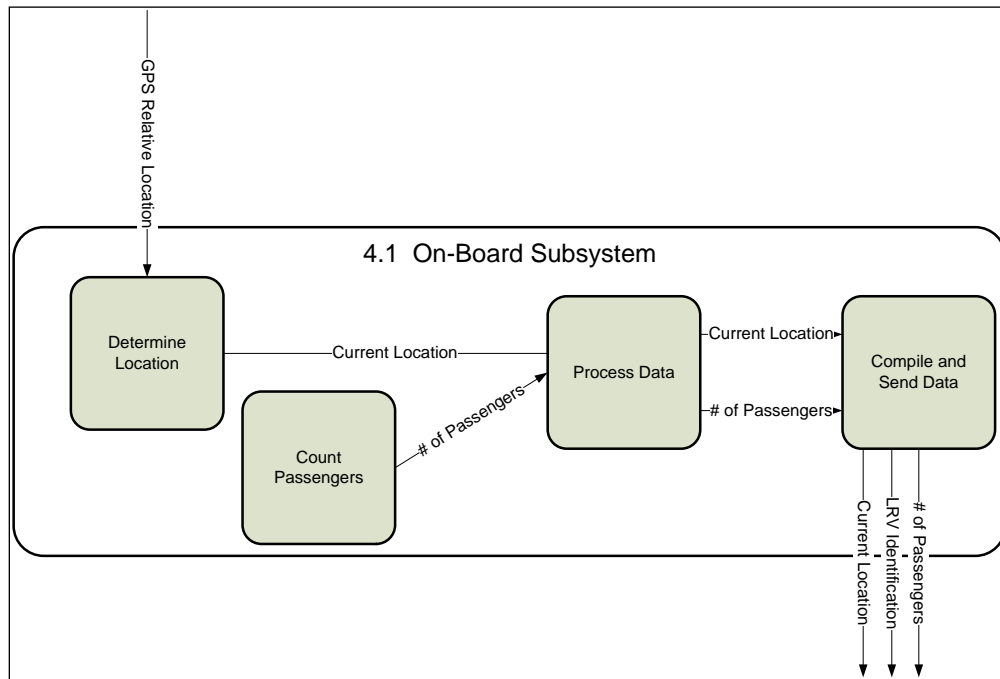 GPS Relative Location
4.1 On-Board Subsystem
Determine
Location
Current Location
Process Data
Current Location
Compile and
Send Data
# of Passengers
# of Passengers
Count
Passengers
Current Location
LRV Identification
# of Passengers